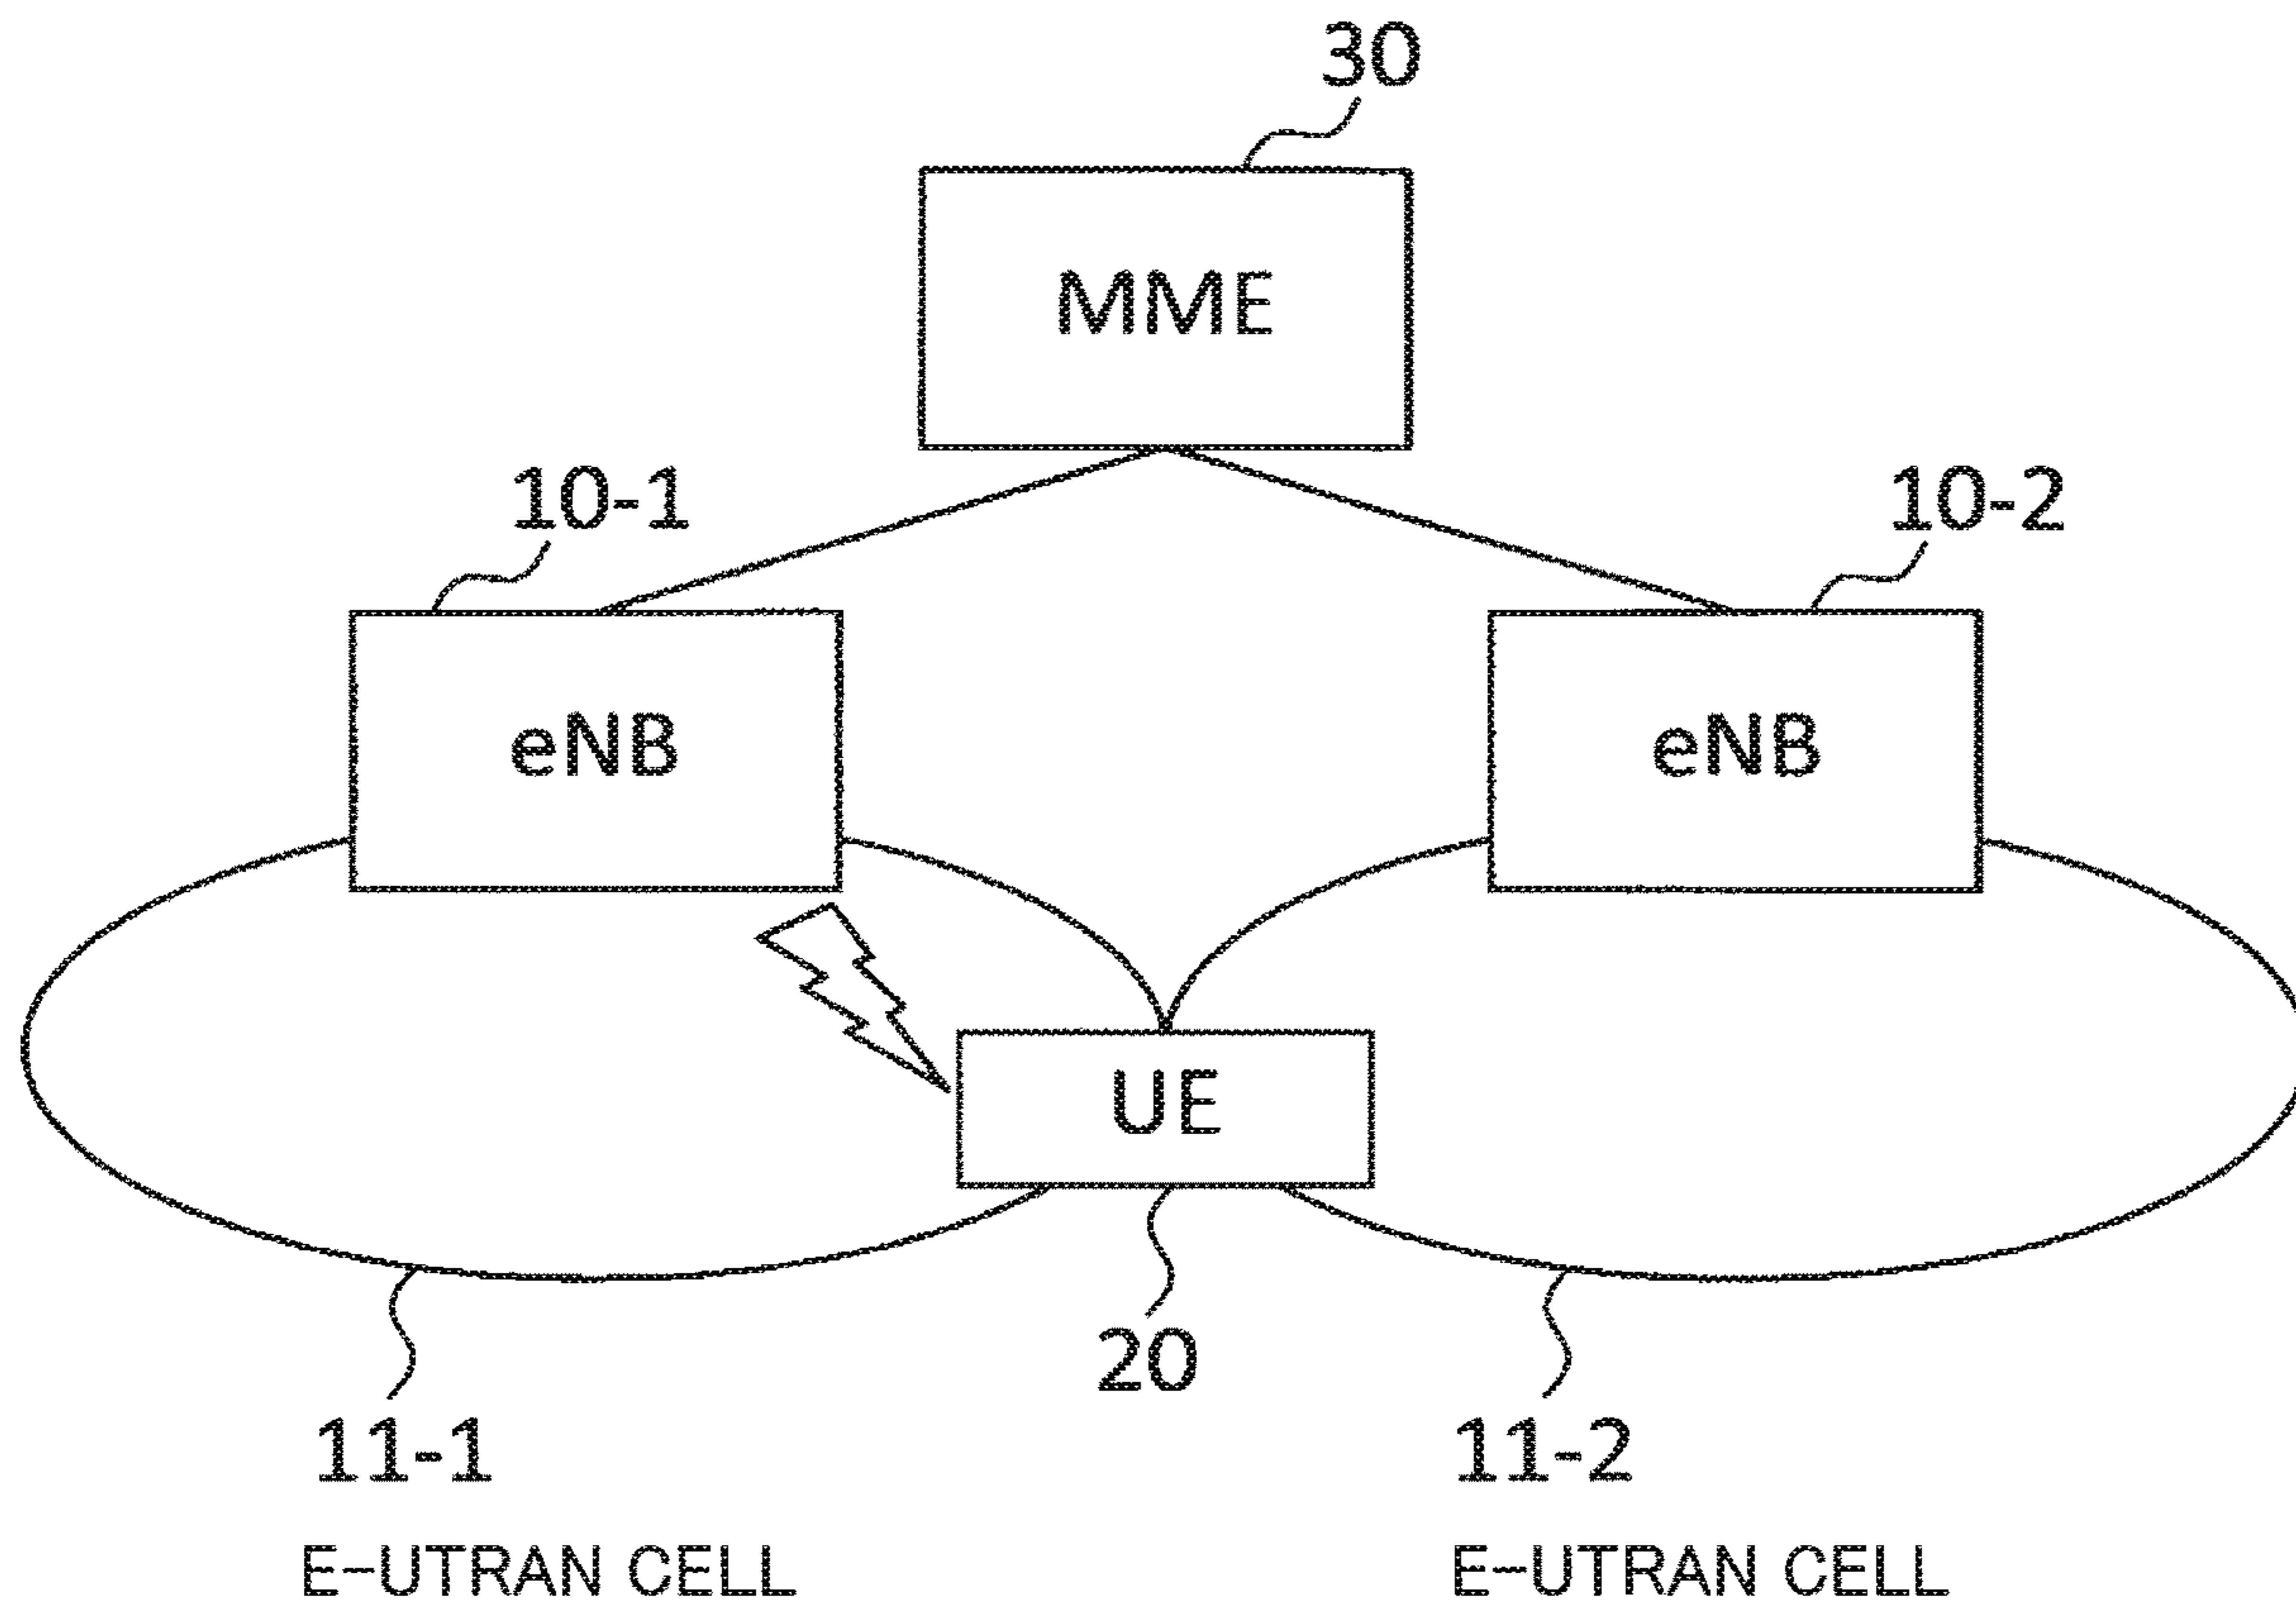 30
MME
10-1
10-2
eNB
eNB
UE
20
11-1
11-2
E-UTRAN CELL
E-UTRAN CELL